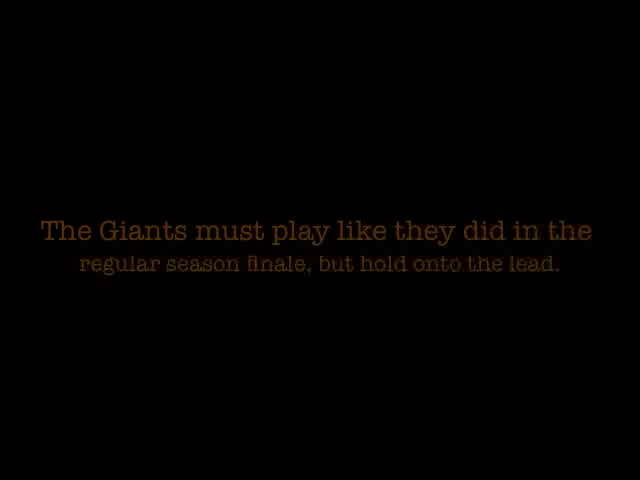 The Giants must play like they did in the
regular season finale, but hold onto the lead.